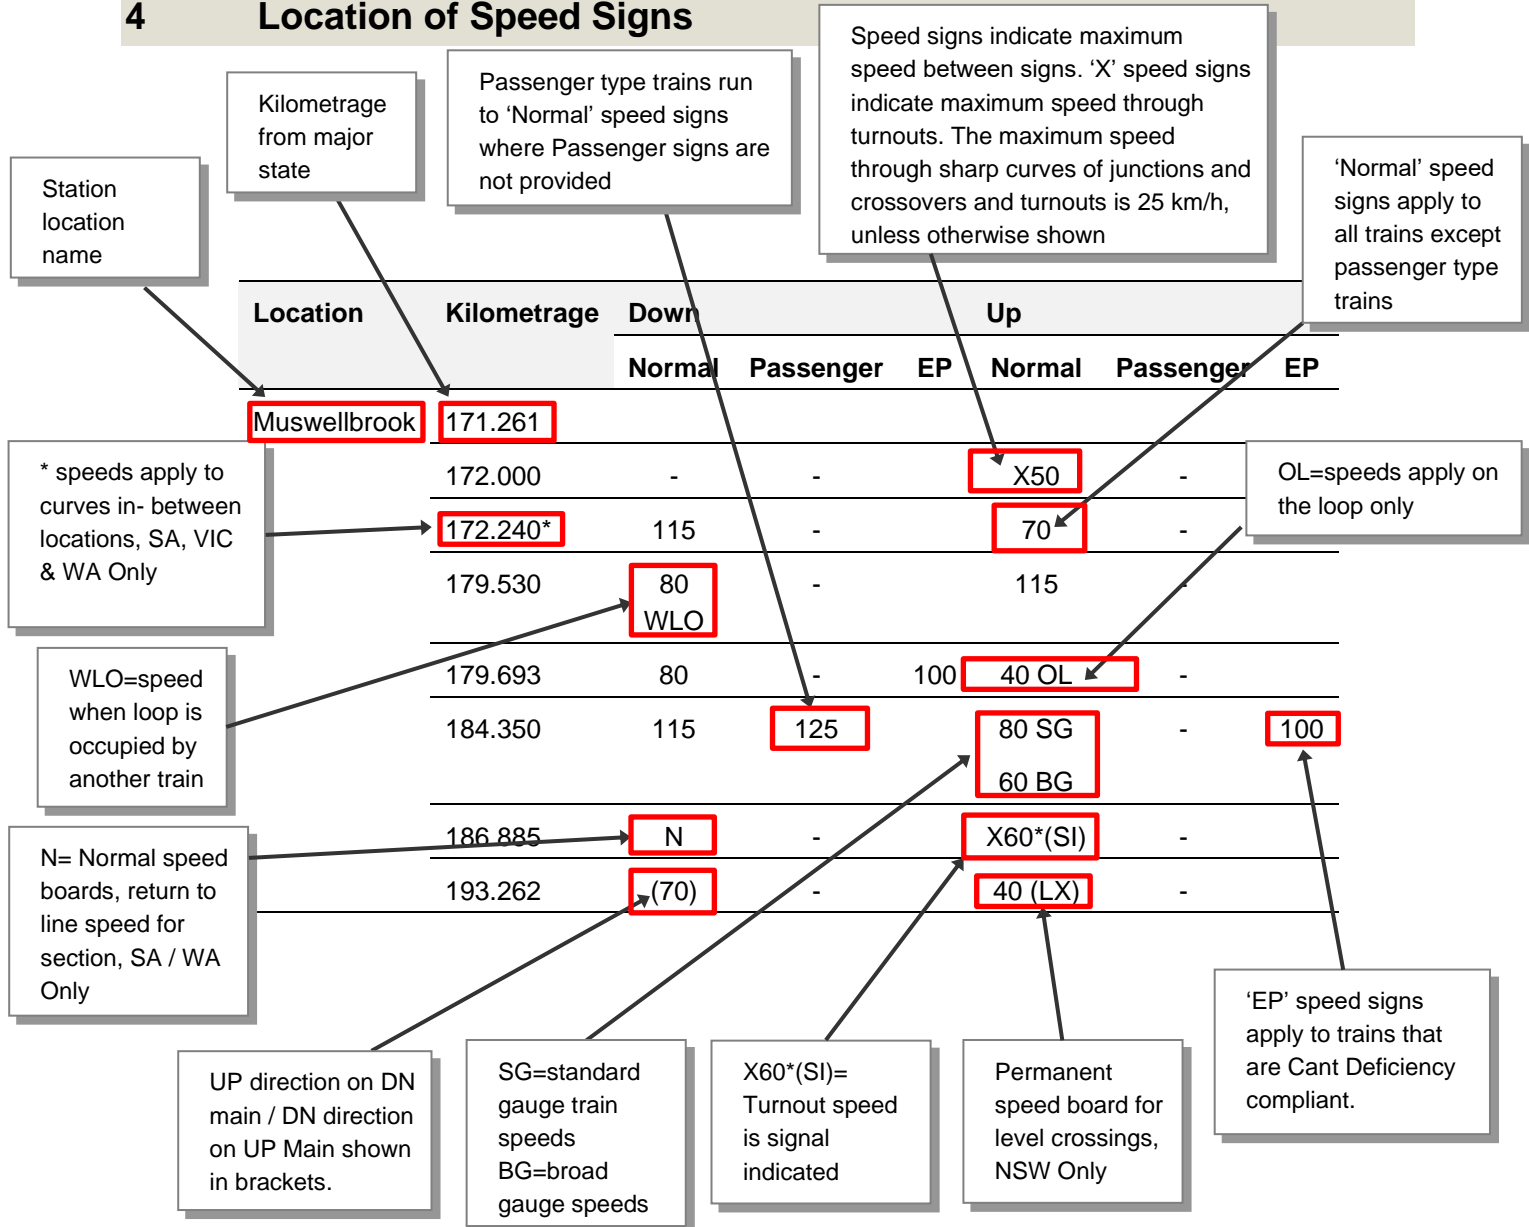 4 Location of Speed Signs
Speed signs indicate maximum
speed between signs. ‘X’ speed signs
indicate maximum speed through
turnouts. The maximum speed
through sharp curves of junctions and
crossovers and turnouts is 25 km/h,
unless otherwise shown
Passenger type trains run
to ‘Normal’ speed signs
where Passenger signs are
not provided
Kilometrage
from major
state
Station
location
name
‘Normal’ speed
signs apply to
all trains except
passenger type
trains
Location Kilometrage Down Up
Normal Passenger EP Normal Passenger EP
Muswellbrook 171.261
172.000 - - X50 -
172.240* 115 - 70 -
179.530 80 - 115 -
WLO
179.693 80 - 100 40 OL -
184.350 115 125 80 SG - 100
60 BG
186.885 N - X60*(SI) -
193.262 (70) - 40 (LX) -
* speeds apply to
curves in- between
locations, SA, VIC
& WA Only
OL=speeds apply on
the loop only
WLO=speed
when loop is
occupied by
another train
N= Normal speed
boards, return to
line speed for
section, SA / WA
Only
UP direction on DN
main / DN direction
on UP Main shown
in brackets.
SG=standard
gauge train
speeds
BG=broad
gauge speeds
X60*(SI)=
Turnout speed
is signal
indicated
Permanent
speed board for
level crossings,
NSW Only
‘EP’ speed signs
apply to trains that
are Cant Deficiency
compliant.